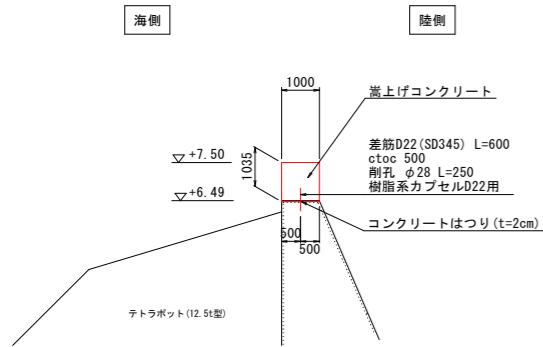 海側
陸側
1000
嵩上げコンクリート
差筋D22(SD345) L=600
ctoc 500
削孔 φ28 L=250
樹脂系カプセルD22用
+7.50
1035
+6.49
コンクリートはつり(t=2cm)
500
500
テトラポット(12.5t型)